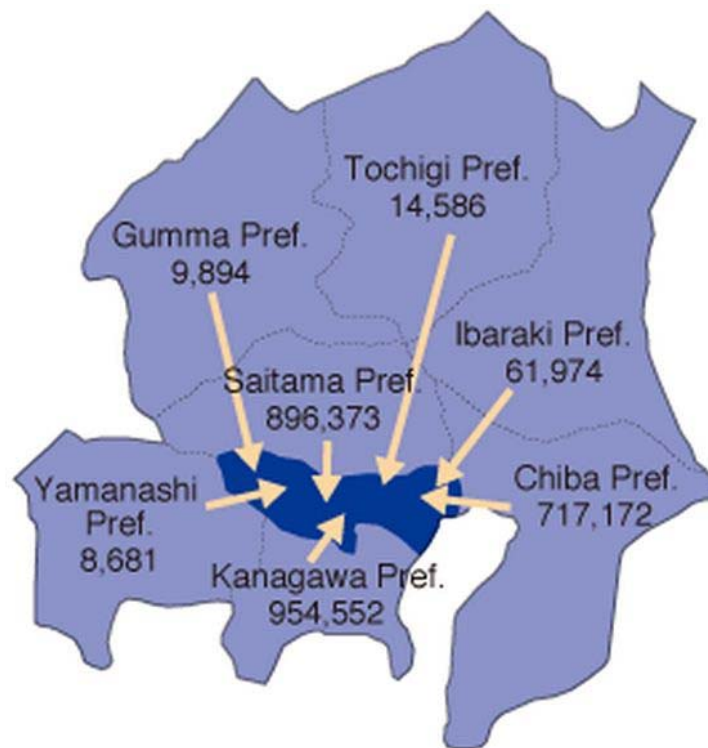 Tochigi Pref.
14,586
Gumma Pref.
9,894
Ibaraki Pref.
61,974
Saitama Pref.
896,373
Yamanashi
Pref.
8,681
Chiba Pref.
717,172
Kanagawa Pref.
954,552